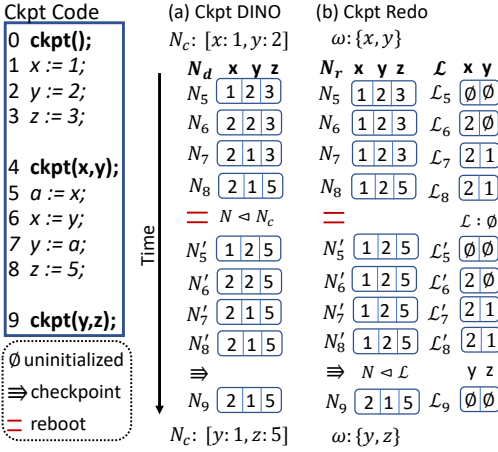 Ckpt Code
0 ckpt();
1 x := 1;
2 y := 2;
3 z := 3;
4 ckpt(x,y);
5 a := x;
6 x := y;
7 y := a;
8 z := 5;
9 ckpt(y,z);
∅ uninitialized
⇛ checkpoint
= reboot
Time
(a) Ckpt DINO
N_c: [x: 1, y: 2]
N_d x y z
N_5 1 2 3
N_6 2 2 3
N_7 2 1 3
N_8 2 1 5
= N ⊲ N_c
N'_5 1 2 5
N'_6 2 2 5
N'_7 2 1 5
N'_8 2 1 5
⇛
N_9 2 1 5
N_c: [y: 1, z: 5]
(b) Ckpt Redo
ω: {x, y}
N_r x y z ℒ x y
N_5 1 2 3 ℒ_5 ∅ ∅
N_6 1 2 3 ℒ_6 2 ∅
N_7 1 2 3 ℒ_7 2 1
N_8 1 2 5 ℒ_8 2 1
= ℒ : ∅
N'_5 1 2 5 ℒ'_5 ∅ ∅
N'_6 1 2 5 ℒ'_6 2 ∅
N'_7 1 2 5 ℒ'_7 2 1
N'_8 1 2 5 ℒ'_8 2 1
⇛ N ⊲ ℒ y z
N_9 2 1 5 ℒ_9 ∅ ∅
ω: {y, z}